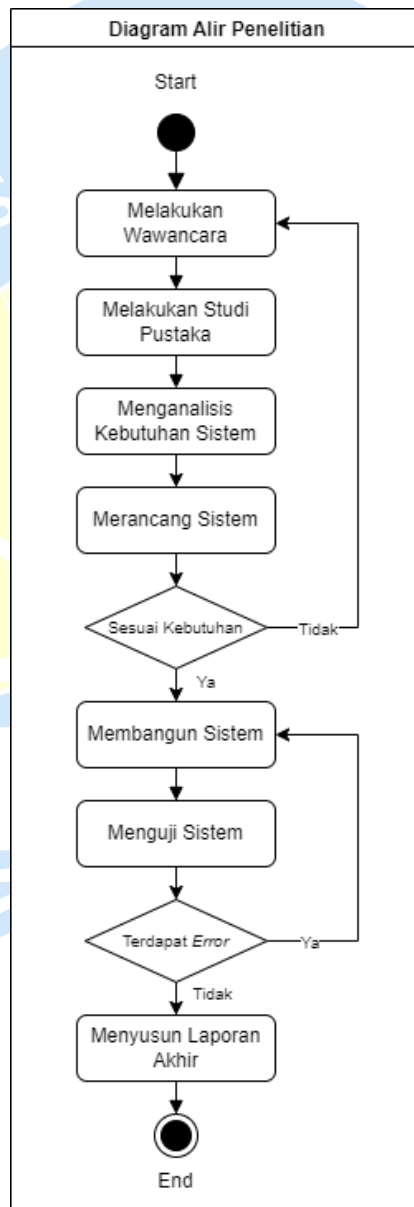 Diagram Alir Penelitian
Start
Melakukan
Wawancara
Melakukan Studi
Pustaka
Menganalisis
Kebutuhan Sistem
Merancang Sistem
Sesuai Kebutuhan
Tidak
Ya
Membangun Sistem
Menguji Sistem
Terdapat Error
Ya
Tidak
Menyusun Laporan
Akhir
End